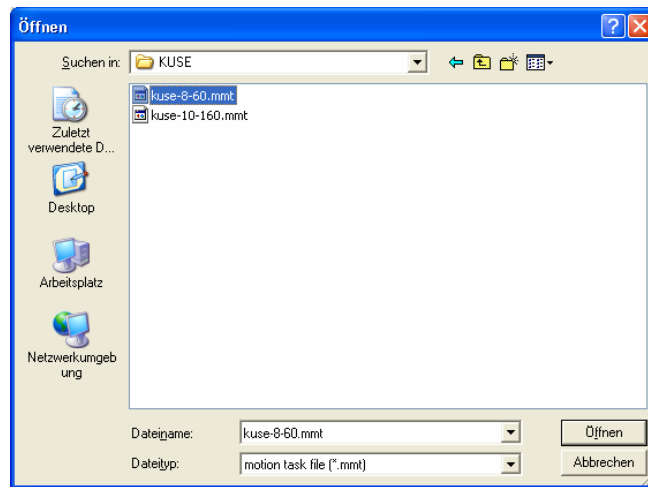 Öffnen
Suchen in:
KUSE
kuse-8-60.mmt
kuse-10-160.mmt
Zuletzt
verwendete D...
Desktop
Arbeitsplatz
Netzwerkumgeb
ung
Dateiname:
kuse-8-60.mmt
Öffnen
Dateityp:
motion task file (*.mmt)
Abbrechen